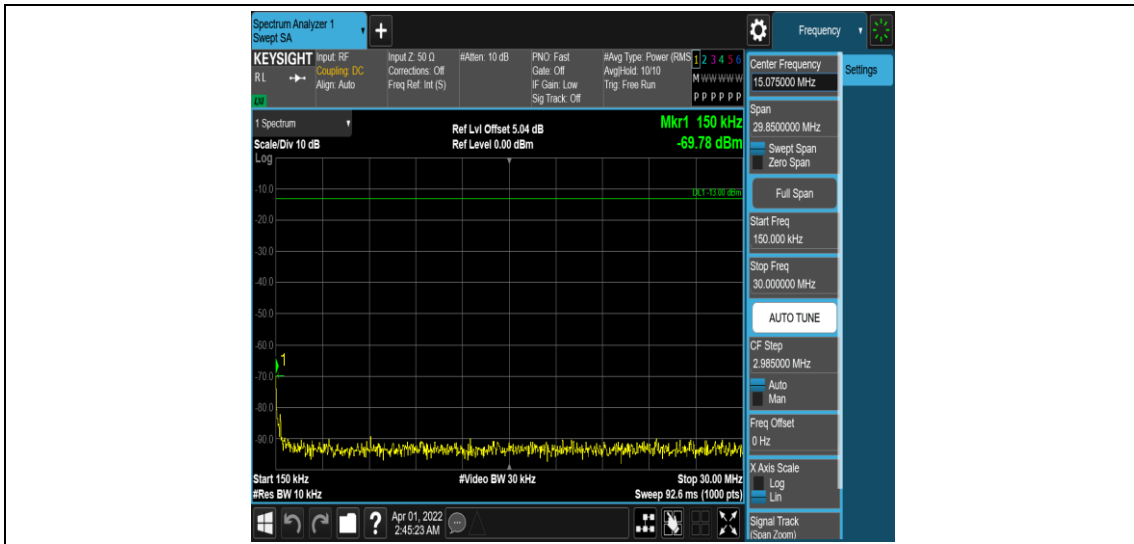 Spectrum Analyzer 1
Swept SA
+
Frequency
KEYSIGHT
RL
LXI
Input: RF
Coupling: DC
Align: Auto
Input Z: 50 Ω
Corrections: Off
Freq Ref: Int (S)
#Atten: 10 dB
PNO: Fast
Gate: Off
IF Gain: Low
Sig Track: Off
#Avg Type: Power (RMS
Avg|Hold: 10/10
Trig: Free Run
1 2 3 4 5 6
M W W W W W
P P P P P P
1 Spectrum
Scale/Div 10 dB
Ref Lvl Offset 5.04 dB
Ref Level 0.00 dBm
Mkr1 150 kHz
-69.78 dBm
Log
DL1 -13.00 dBm
-10.0
-20.0
-30.0
-40.0
-50.0
-60.0
1
-70.0
-80.0
-90.0
Start 150 kHz
#Video BW 30 kHz
Stop 30.00 MHz
#Res BW 10 kHz
Sweep 92.6 ms (1000 pts)
Center Frequency
15.075000 MHz
Settings
Span
29.8500000 MHz
Swept Span
Zero Span
Full Span
Start Freq
150.000 kHz
Stop Freq
30.000000 MHz
AUTO TUNE
CF Step
2.985000 MHz
Auto
Man
Freq Offset
0 Hz
X Axis Scale
Log
Lin
Signal Track
(Span Zoom)
?
Apr 01, 2022
2:45:23 AM